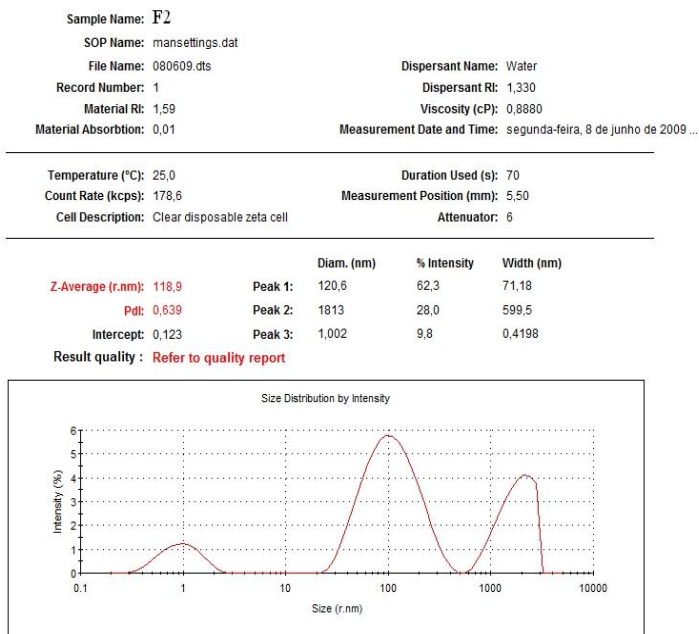 Sample Name: F2
SOP Name: mansettings.dat
File Name: 080609.dts Dispersant Name: Water
Record Number: 1 Dispersant RI: 1,330
Material RI: 1,59 Viscosity (cP): 0,8880
Material Absorbtion: 0,01 Measurement Date and Time: segunda-feira, 8 de junho de 2009 ...
Temperature (°C): 25,0 Duration Used (s): 70
Count Rate (kcps): 178,6 Measurement Position (mm): 5,50
Cell Description: Clear disposable zeta cell Attenuator: 6
Diam. (nm) % Intensity Width (nm)
Z-Average (r.nm): 118,9 Peak 1: 120,6 62,3 71,18
PdI: 0,639 Peak 2: 1813 28,0 599,5
Intercept: 0,123 Peak 3: 1,002 9,8 0,4198
Result quality : Refer to quality report
Size Distribution by Intensity
Intensity (%)
6
5
4
3
2
1
0
0.1 1 10 100 1000 10000
Size (r.nm)